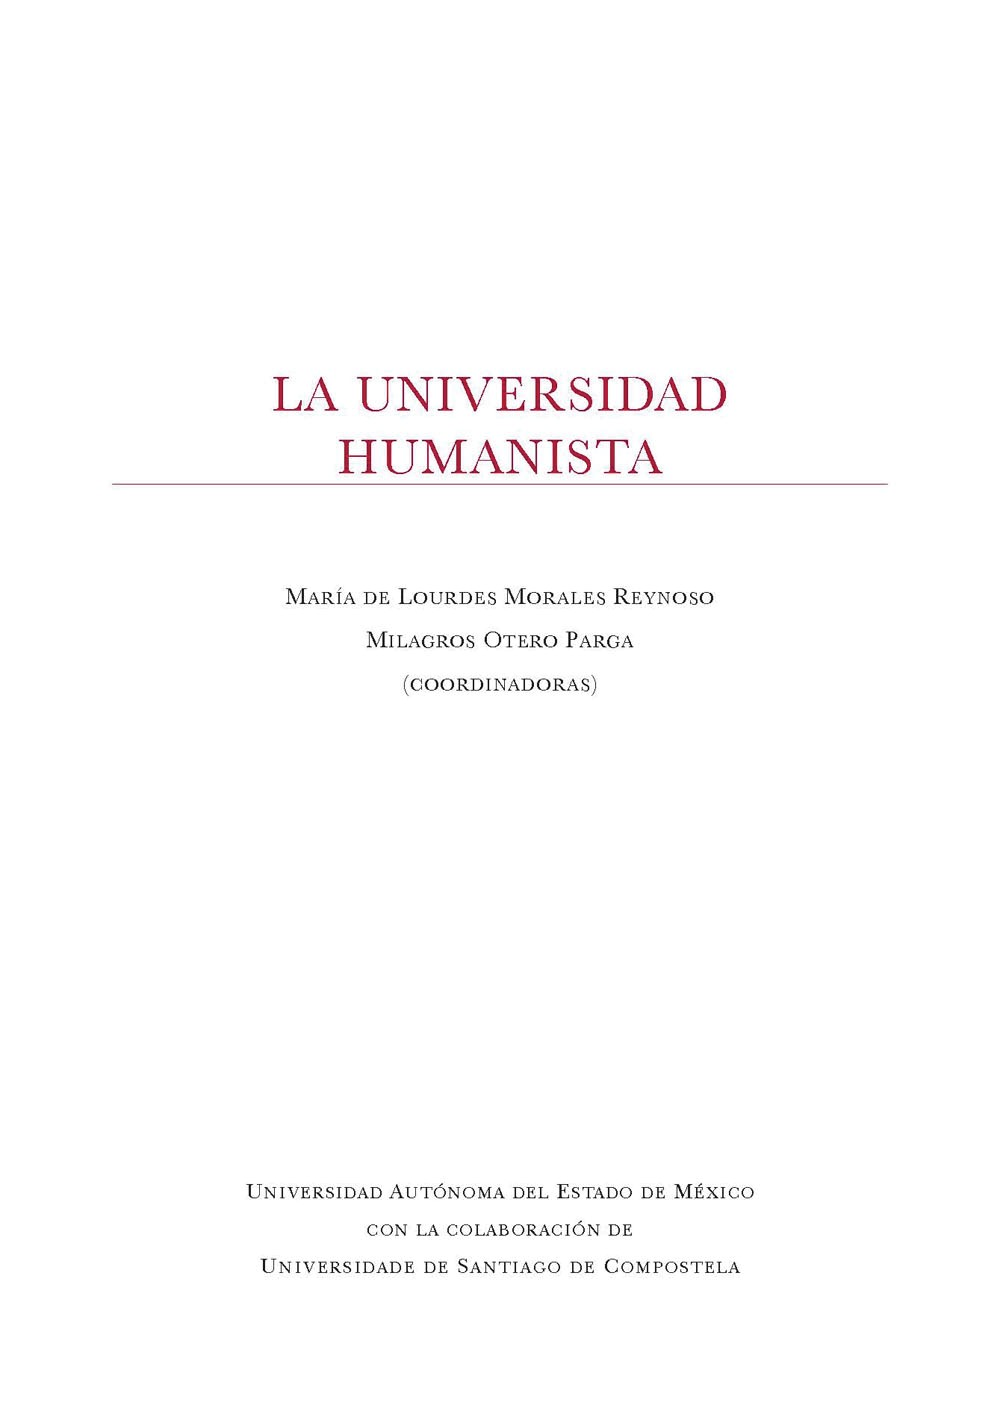 LA UNIVERSIDAD
HUMANISTA
María de Lourdes Morales Reynoso
Milagros Otero Parga
(coordinadoras)
Universidad Autónoma del Estado de México
con la colaboración de
Universidade de Santiago de Compostela